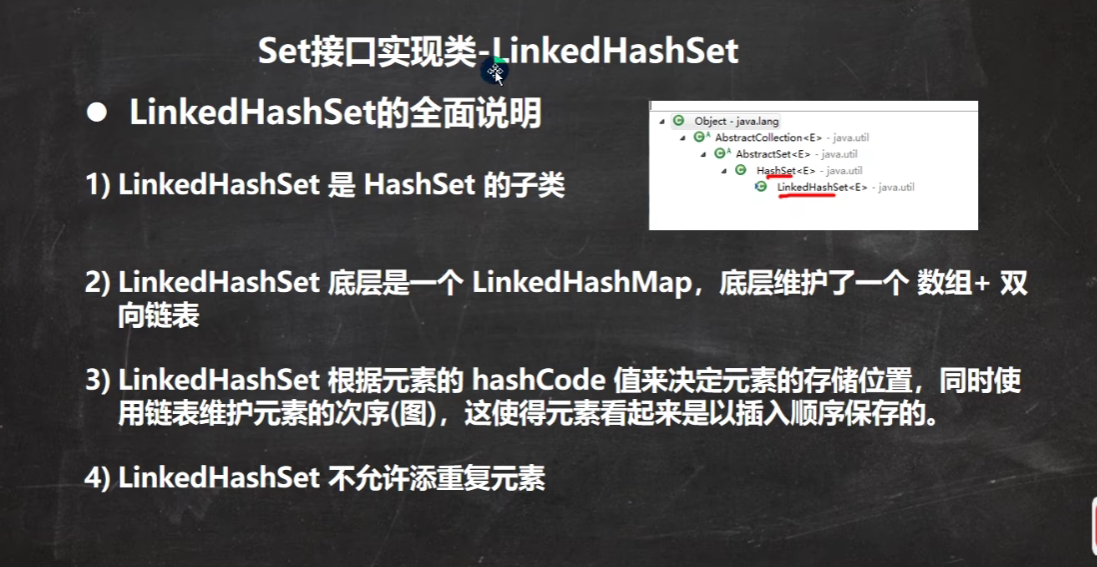 Set接口实现类-LinkedHashSet
● LinkedHashSet的全面说明
Object - java.lang
AbstractCollection<E> - java.util
AbstractSet<E> - java.util
HashSet<E> - java.util
LinkedHashSet<E> - java.util
1) LinkedHashSet 是 HashSet 的子类
2) LinkedHashSet 底层是一个 LinkedHashMap，底层维护了一个 数组+ 双
向链表
3) LinkedHashSet 根据元素的 hashCode 值来决定元素的存储位置，同时使
用链表维护元素的次序(图)，这使得元素看起来是以插入顺序保存的。
4) LinkedHashSet 不允许添重复元素